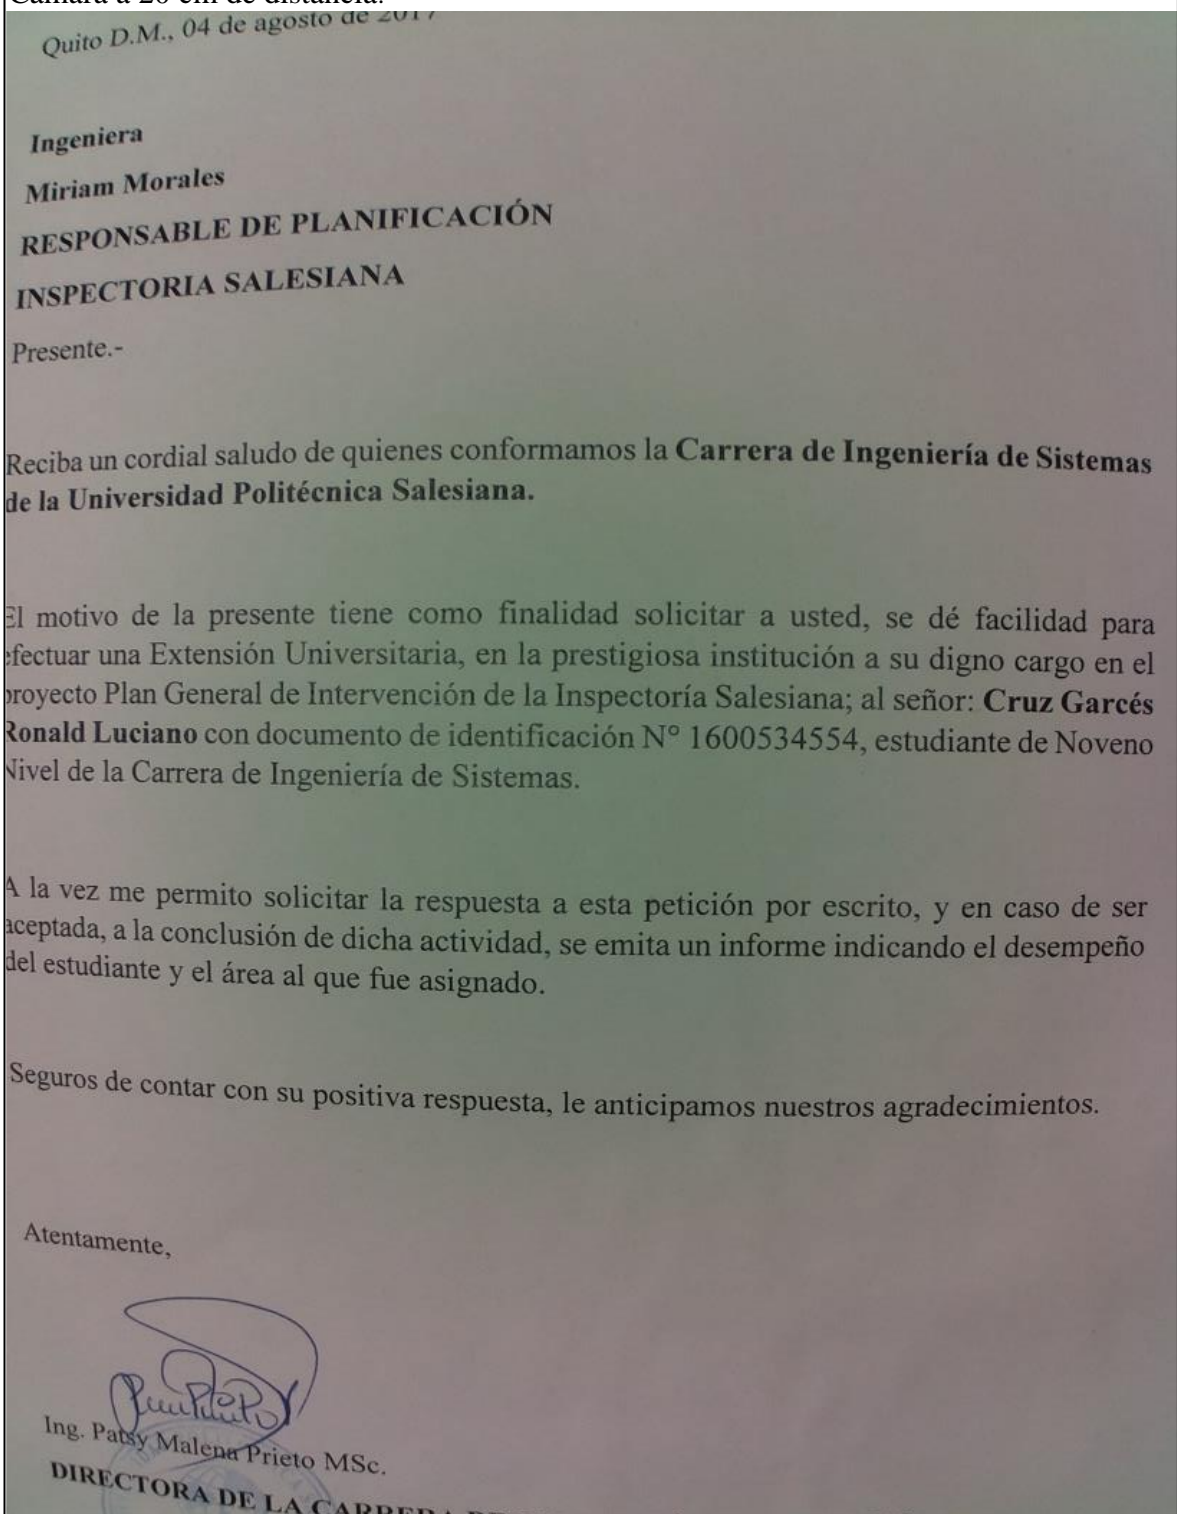 Cámara a 20 cm de distancia.
Quito D.M., 04 de agosto de 2017
Ingeniera
Miriam Morales
RESPONSABLE DE PLANIFICACIÓN
INSPECTORIA SALESIANA
Presente.-
Reciba un cordial saludo de quienes conformamos la Carrera de Ingeniería de Sistemas
de la Universidad Politécnica Salesiana.
El motivo de la presente tiene como finalidad solicitar a usted, se dé facilidad para
efectuar una Extensión Universitaria, en la prestigiosa institución a su digno cargo en el
proyecto Plan General de Intervención de la Inspectoría Salesiana; al señor: Cruz Garcés
Ronald Luciano con documento de identificación N° 1600534554, estudiante de Noveno
Nivel de la Carrera de Ingeniería de Sistemas.
A la vez me permito solicitar la respuesta a esta petición por escrito, y en caso de ser
aceptada, a la conclusión de dicha actividad, se emita un informe indicando el desempeño
del estudiante y el área al que fue asignado.
Seguros de contar con su positiva respuesta, le anticipamos nuestros agradecimientos.
Atentamente,
Ing. Patsy Malena Prieto MSc.
DIRECTORA DE LA CARRERA